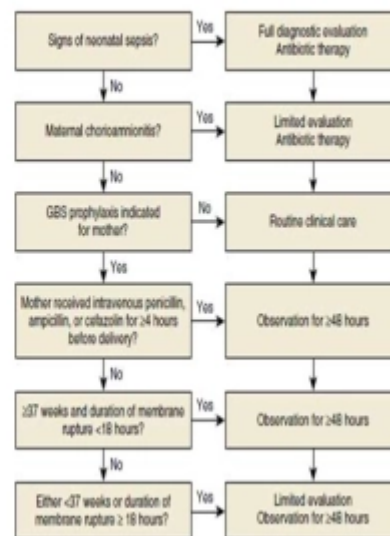 Signs of neonatal sepsis?
Yes
Full diagnostic evaluation
Antibiotic therapy
No
Maternal chorioamnionitis?
Yes
Limited evaluation
Antibiotic therapy
No
GBS prophylaxis indicated
for mother?
No
Routine clinical care
Yes
Mother received intravenous penicillin,
ampicillin, or cefazolin for ≥4 hours
before delivery?
Yes
Observation for ≥48 hours
No
≥37 weeks and duration of membrane
rupture <18 hours?
Yes
Observation for ≥48 hours
No
Either <37 weeks or duration of
membrane rupture ≥ 18 hours?
Yes
Limited evaluation
Observation for ≥48 hours